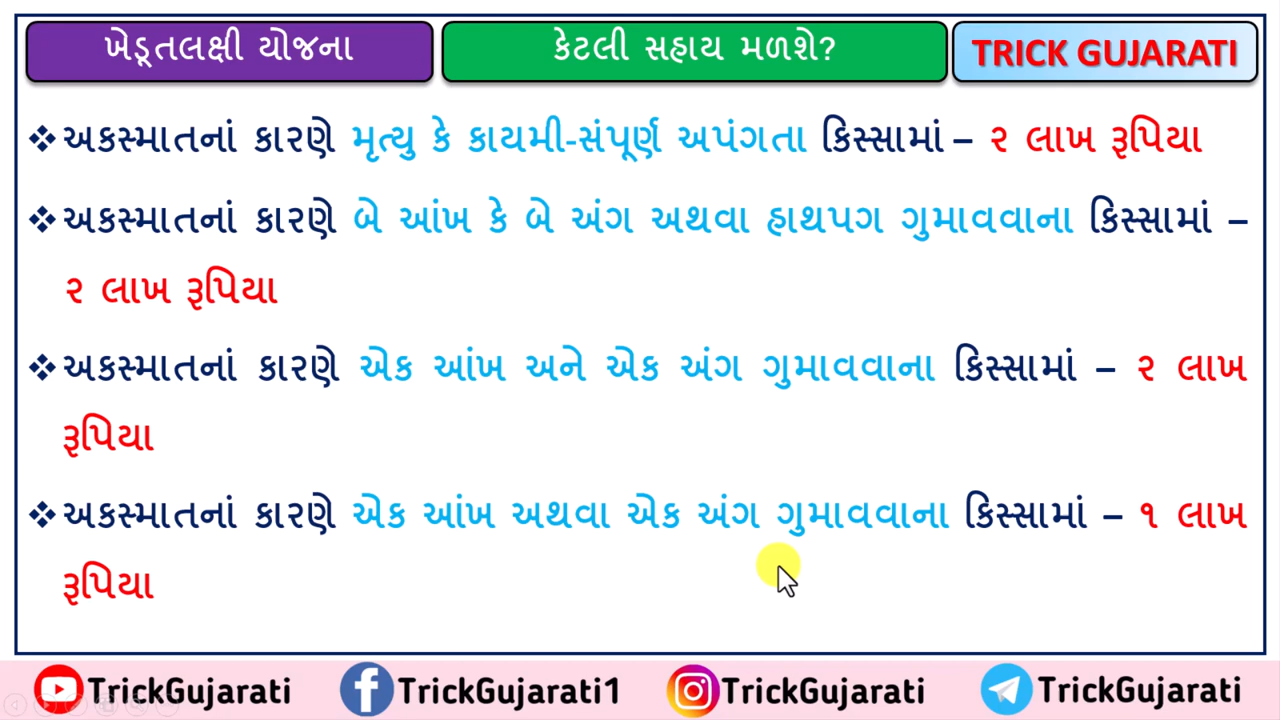 ખેડૂતલક્ષી યોજના
કેટલી સહાય મળશે?
TRICK GUJARATI
❖ અકસ્માતનાં કારણે મૃત્યુ કે કાયમી-સંપૂર્ણ અપંગતા કિસ્સામાં – ૨ લાખ રૂપિયા
❖ અકસ્માતનાં કારણે બે આંખ કે બે અંગ અથવા હાથપગ ગુમાવવાના કિસ્સામાં –
૨ લાખ રૂપિયા
❖ અકસ્માતનાં કારણે એક આંખ અને એક અંગ ગુમાવવાના કિસ્સામાં – ૨ લાખ
રૂપિયા
❖ અકસ્માતનાં કારણે એક આંખ અથવા એક અંગ ગુમાવવાના કિસ્સામાં – ૧ લાખ
રૂપિયા
TrickGujarati
TrickGujarati1
TrickGujarati
TrickGujarati